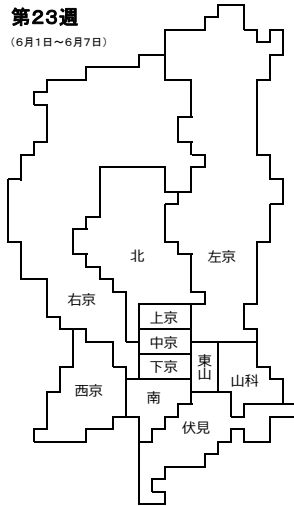 第23週
(6月1日～6月7日)
北
左京
右京
上京
中京
下京
東山
山科
西京
南
伏見